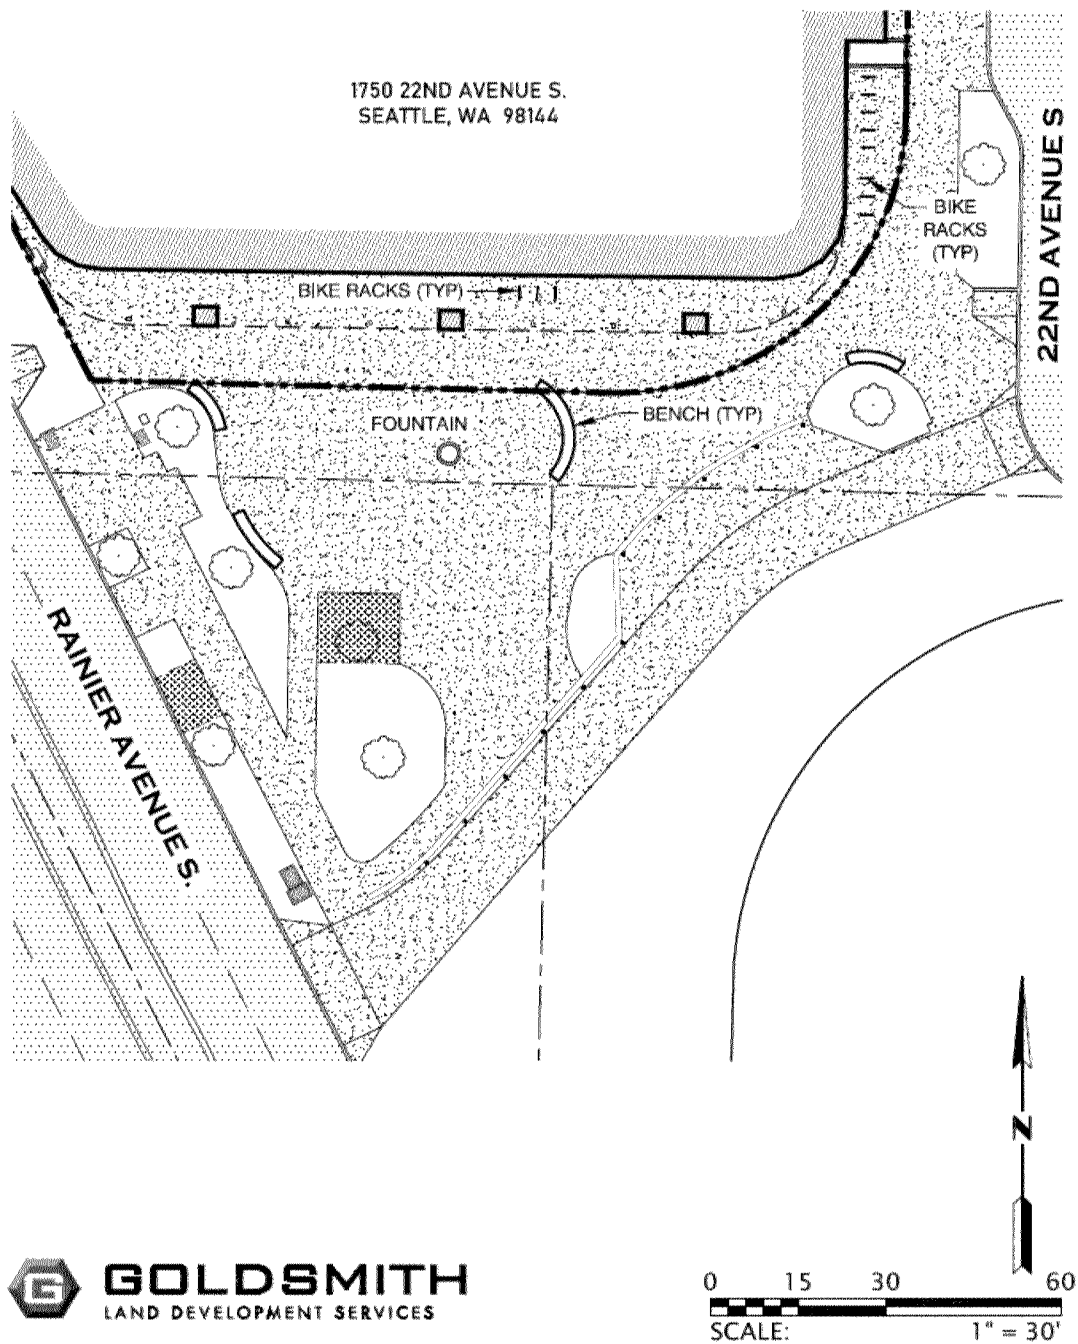 1750 22ND AVENUE S.
SEATTLE, WA 98144
22ND AVENUE S
BIKE
RACKS
(TYP)
BIKE RACKS (TYP)
FOUNTAIN
BENCH (TYP)
RAINIER AVENUE S.
N
G
GOLDSMITH
LAND DEVELOPMENT SERVICES
0 15 30 60
SCALE: 1" = 30'